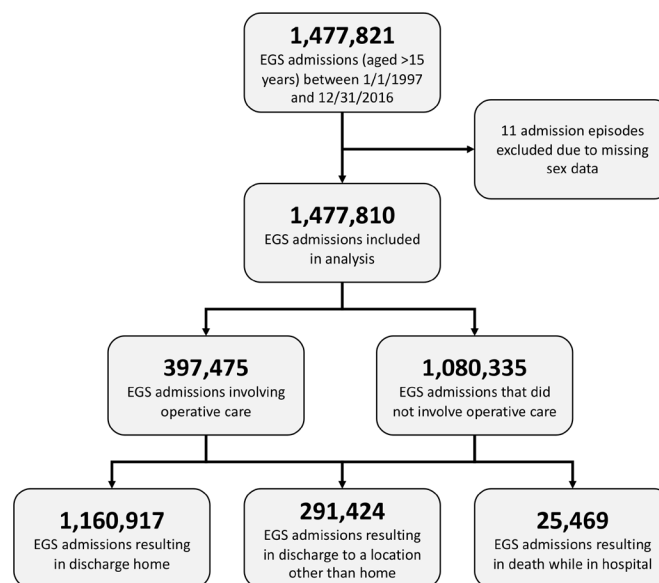 1,477,821
EGS admissions (aged >15
years) between 1/1/1997
and 12/31/2016
11 admission episodes
excluded due to missing
sex data
1,477,810
EGS admissions included
in analysis
397,475
EGS admissions involving
operative care
1,080,335
EGS admissions that did
not involve operative care
1,160,917
EGS admissions resulting
in discharge home
291,424
EGS admissions resulting
in discharge to a location
other than home
25,469
EGS admissions resulting
in death while in hospital